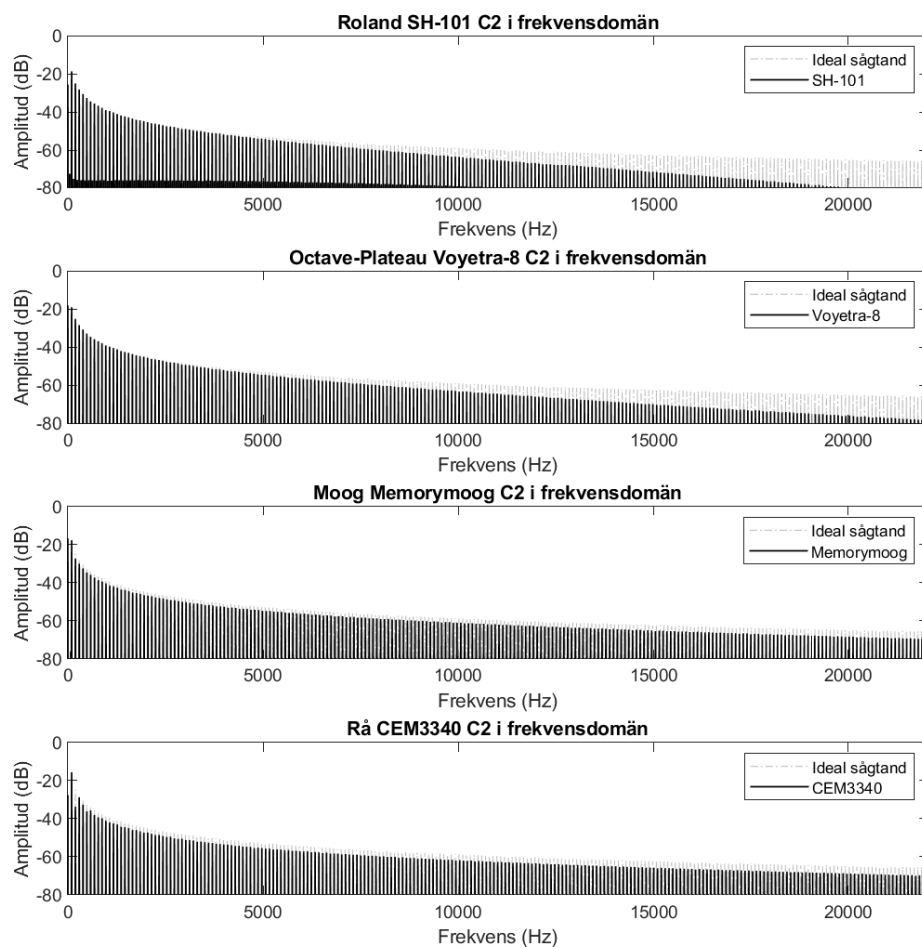 Roland SH-101 C2 i frekvensdomän
Amplitud (dB)
0
-20
-40
-60
-80
Ideal sågtand
SH-101
0 5000 10000 15000 20000
Frekvens (Hz)
Octave-Plateau Voyetra-8 C2 i frekvensdomän
Amplitud (dB)
0
-20
-40
-60
-80
Ideal sågtand
Voyetra-8
0 5000 10000 15000 20000
Frekvens (Hz)
Moog Memorymoog C2 i frekvensdomän
Amplitud (dB)
0
-20
-40
-60
-80
Ideal sågtand
Memorymoog
0 5000 10000 15000 20000
Frekvens (Hz)
Rå CEM3340 C2 i frekvensdomän
Amplitud (dB)
0
-20
-40
-60
-80
Ideal sågtand
CEM3340
0 5000 10000 15000 20000
Frekvens (Hz)